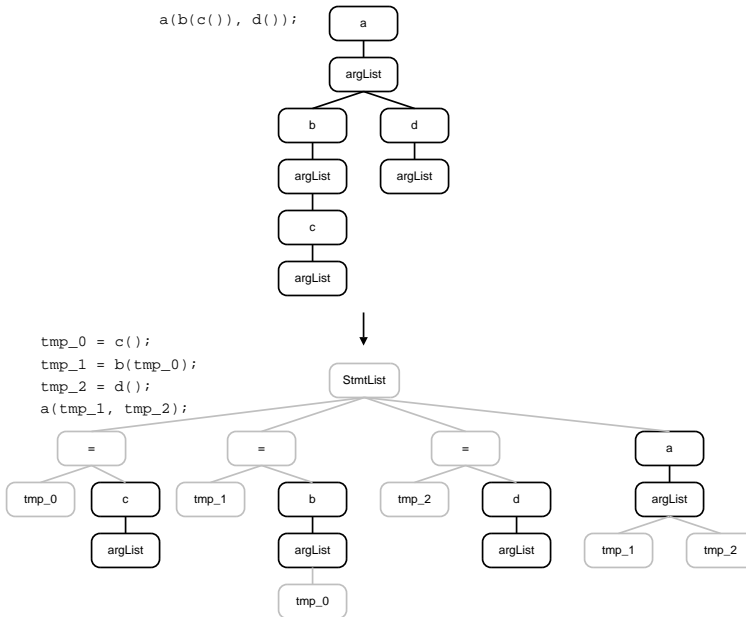 a(b(c()), d());
a
argList
b
d
argList
argList
c
argList
tmp_0 = c();
tmp_1 = b(tmp_0);
tmp_2 = d();
a(tmp_1, tmp_2);
StmtList
=
=
=
a
tmp_0
c
tmp_1
b
tmp_2
d
argList
argList
argList
argList
tmp_1
tmp_2
tmp_0